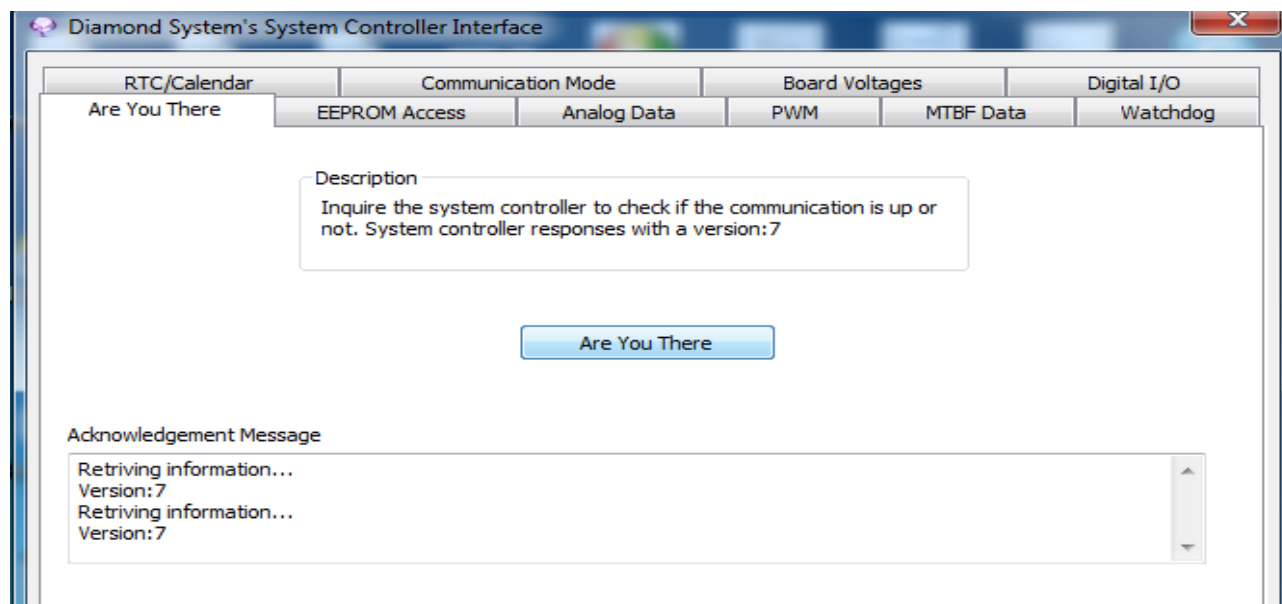 Diamond System's System Controller Interface
RTC/Calendar Communication Mode Board Voltages Digital I/O
Are You There EEPROM Access Analog Data PWM MTBF Data Watchdog
Description
Inquire the system controller to check if the communication is up or
not. System controller responses with a version:7
Are You There
Acknowledgement Message
Retriving information...
Version:7
Retriving information...
Version:7